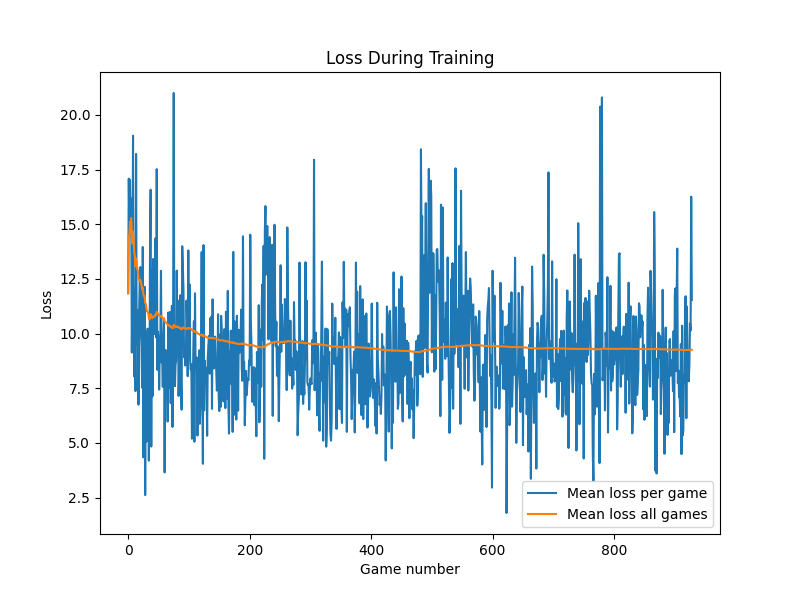 Loss During Training
20.0
17.5
15.0
12.5
10.0
7.5
5.0
2.5
Loss
0 200 400 600 800
Game number
Mean loss per game
Mean loss all games